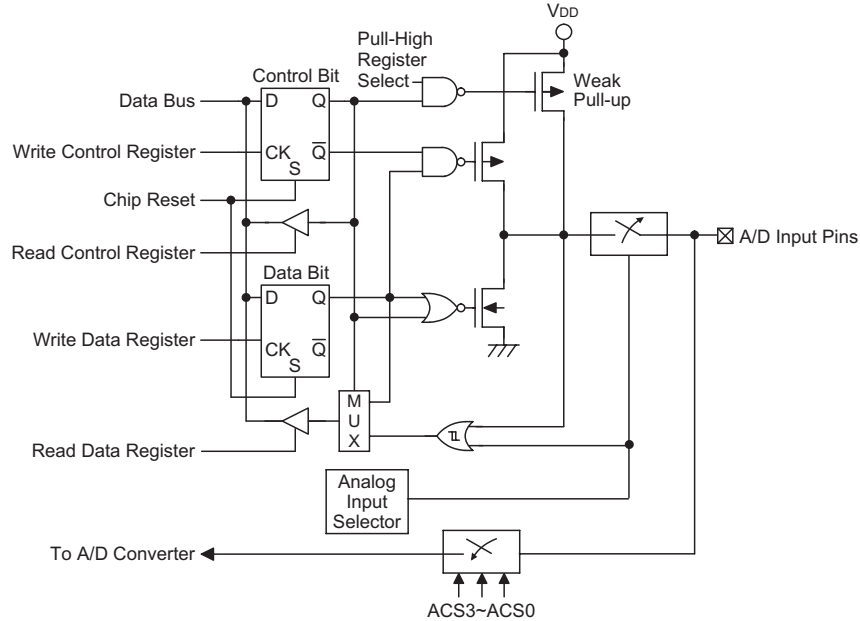 VDD
Pull-High
Register
Select
Weak
Pull-up
Control Bit
Data Bus
D
Q
Write Control Register
CK
Q
S
Chip Reset
Read Control Register
A/D Input Pins
Data Bit
D
Q
Write Data Register
CK
Q
S
M
U
X
Read Data Register
Analog
Input
Selector
To A/D Converter
ACS3~ACS0